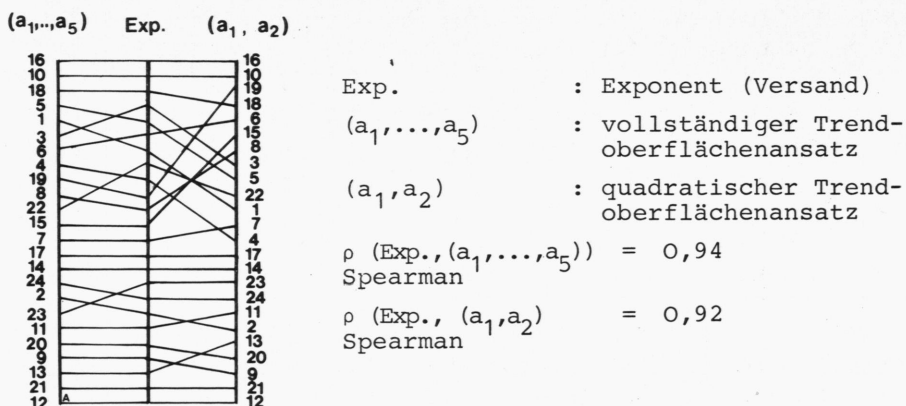 (a1,..,a5) Exp. (a1, a2)
16 16
10 10
18 19
5 18
1 6
3 15
6 8
4 3
19 5
8 22
22 1
15 7
7 4
17 17
14 14
24 23
2 24
23 11
11 2
20 13
9 20
13 9
21 21
12 A 12
Exp. : Exponent (Versand)
(a1,...,a5) : vollständiger Trend-
oberflächenansatz
(a1,a2) : quadratischer Trend-
oberflächenansatz
ρ (Exp.,(a1,...,a5)) = 0,94
Spearman
ρ (Exp., (a1,a2) = 0,92
Spearman